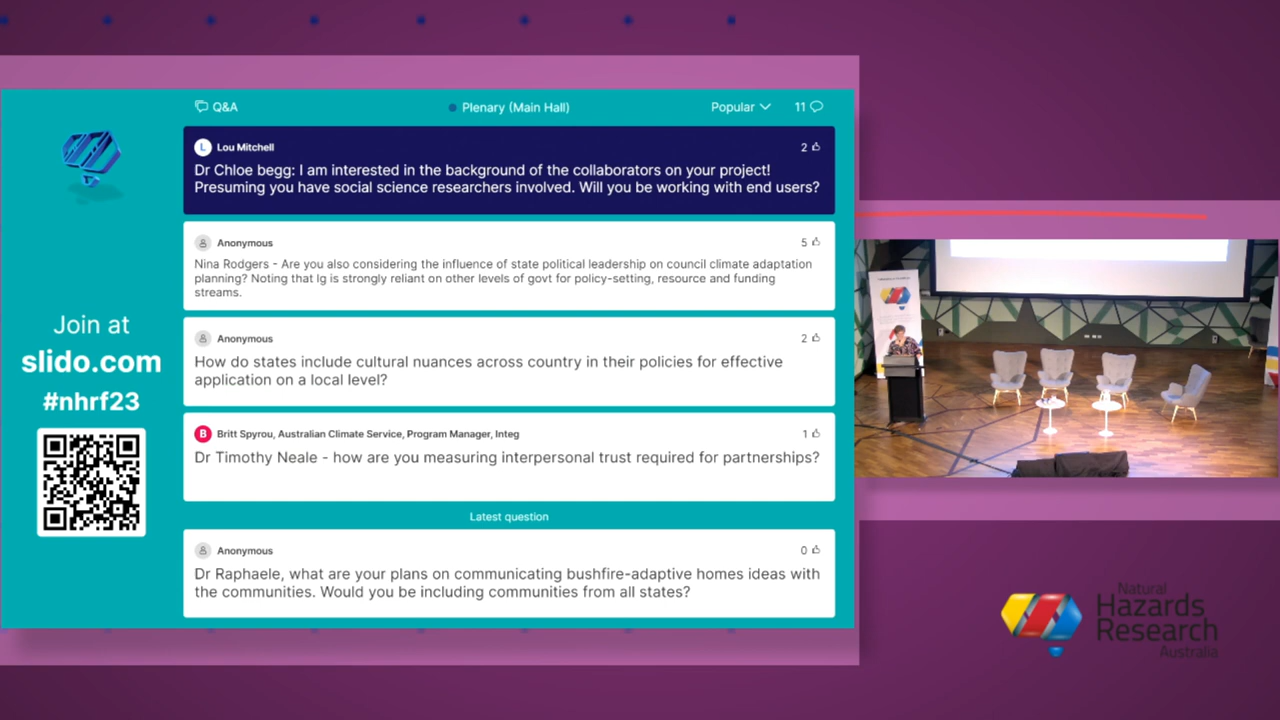 Q&A
Plenary (Main Hall)
Popular
11
L
Lou Mitchell
2
Dr Chloe begg: I am interested in the background of the collaborators on your project!
Presuming you have social science researchers involved. Will you be working with end users?
Anonymous
5
Nina Rodgers - Are you also considering the influence of state political leadership on council climate adaptation
planning? Noting that lg is strongly reliant on other levels of govt for policy-setting, resource and funding
streams.
Anonymous
2
How do states include cultural nuances across country in their policies for effective
application on a local level?
B
Britt Spyrou, Australian Climate Service, Program Manager, Integ
1
Dr Timothy Neale - how are you measuring interpersonal trust required for partnerships?
Latest question
Anonymous
0
Dr Raphaele, what are your plans on communicating bushfire-adaptive homes ideas with
the communities. Would you be including communities from all states?
Join at
slido.com
#nhrf23
Natural
Hazards
Research
Australia